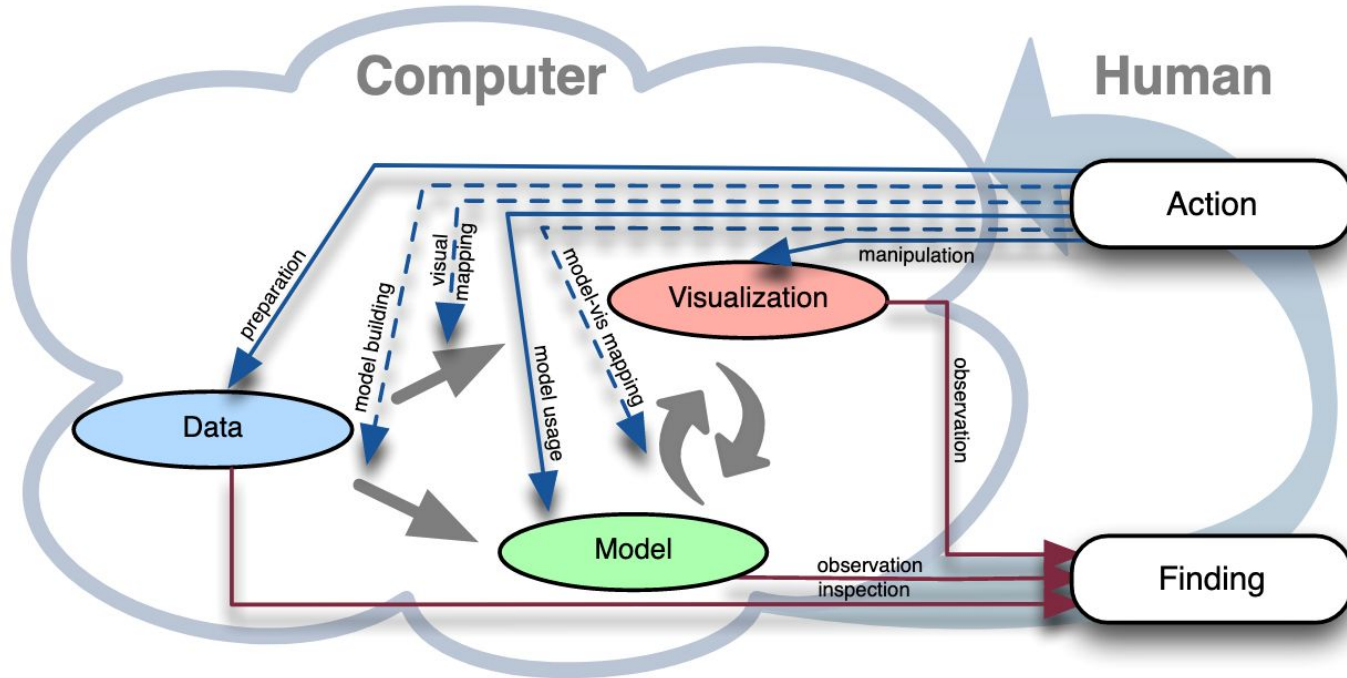 Computer
Human
Action
manipulation
visual
mapping
preparation
model building
model-vis mapping
Visualization
model usage
observation
Data
Model
observation
inspection
Finding